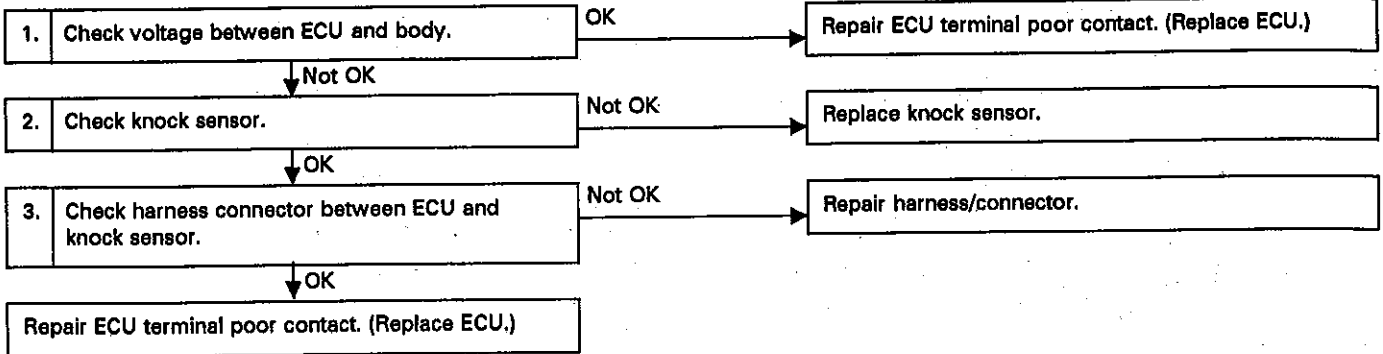 1. Check voltage between ECU and body.
OK
Repair ECU terminal poor contact. (Replace ECU.)
Not OK
2. Check knock sensor.
Not OK
Replace knock sensor.
OK
3. Check harness connector between ECU and
knock sensor.
Not OK
Repair harness/connector.
OK
Repair ECU terminal poor contact. (Replace ECU.)